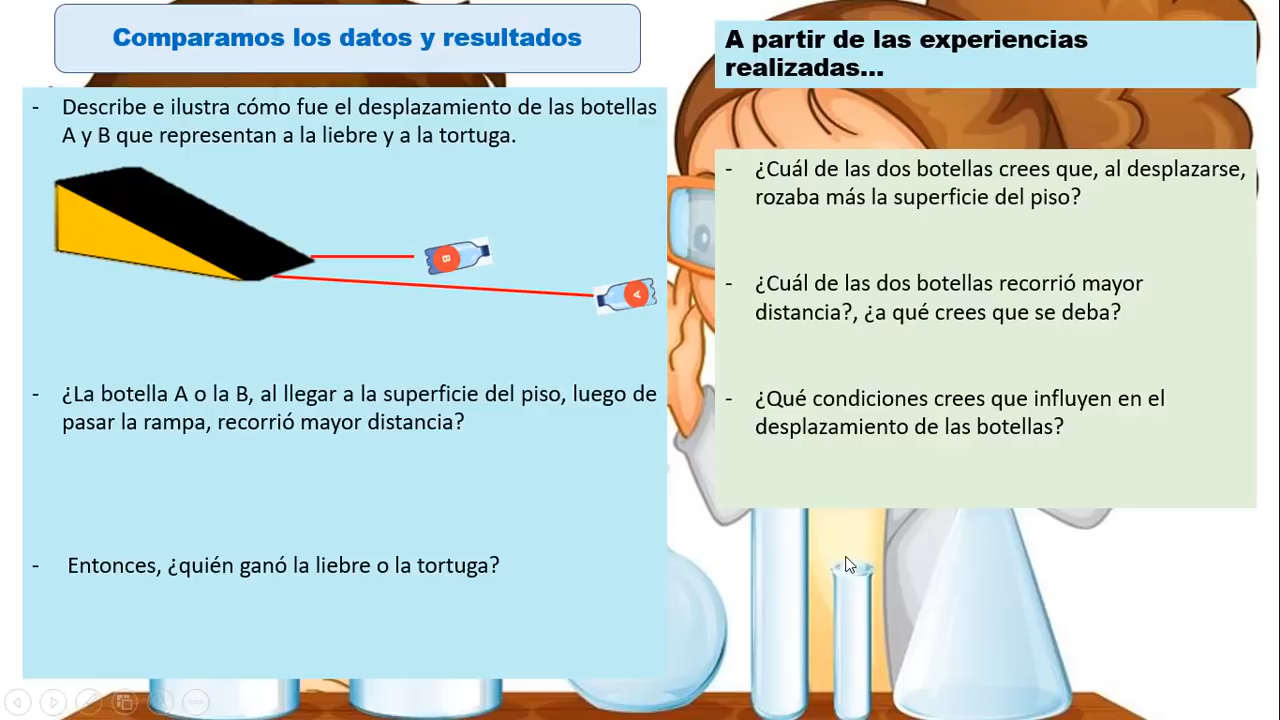 Comparamos los datos y resultados
- Describe e ilustra cómo fue el desplazamiento de las botellas
A y B que representan a la liebre y a la tortuga.
B
A
- ¿La botella A o la B, al llegar a la superficie del piso, luego de
pasar la rampa, recorrió mayor distancia?
- Entonces, ¿quién ganó la liebre o la tortuga?
A partir de las experiencias
realizadas...
- ¿Cuál de las dos botellas crees que, al desplazarse,
rozaba más la superficie del piso?
- ¿Cuál de las dos botellas recorrió mayor
distancia?, ¿a qué crees que se deba?
- ¿Qué condiciones crees que influyen en el
desplazamiento de las botellas?